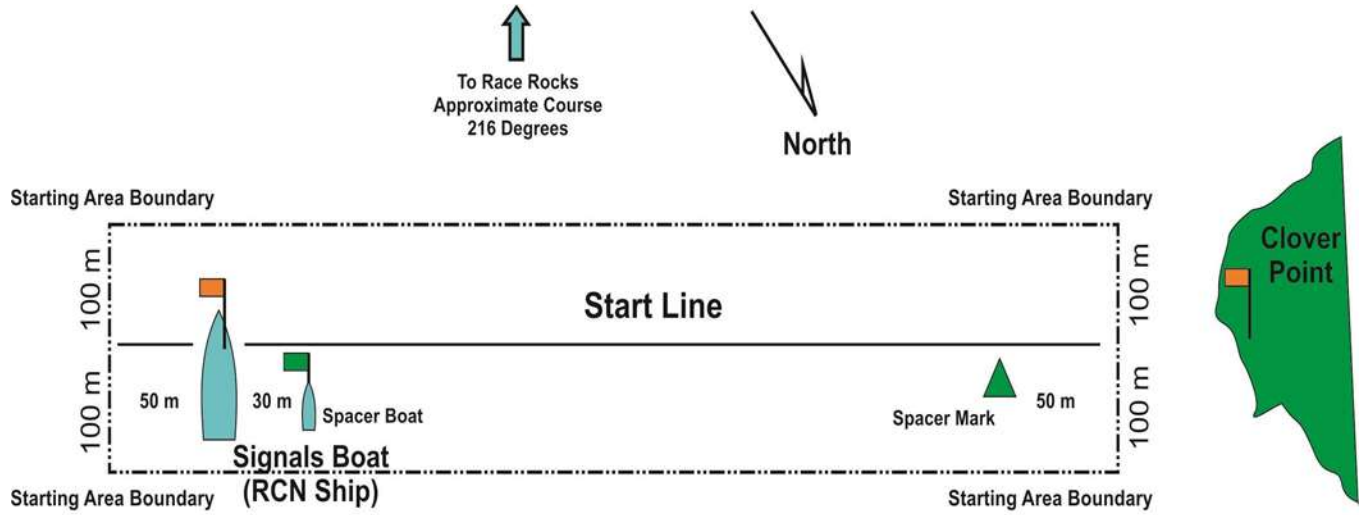 To Race Rocks
Approximate Course
216 Degrees
North
Starting Area Boundary
Starting Area Boundary
100 m
100 m
Clover
Point
Start Line
50 m
30 m
Spacer Boat
Spacer Mark
50 m
100 m
100 m
Signals Boat
(RCN Ship)
Starting Area Boundary
Starting Area Boundary